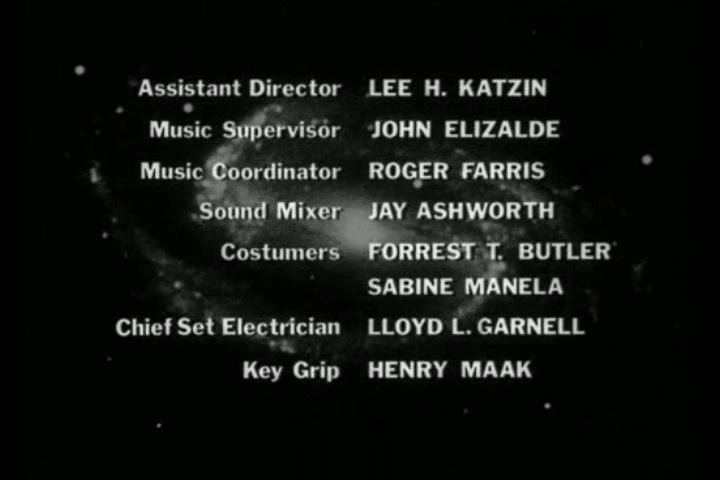 Assistant Director LEE H. KATZIN
Music Supervisor JOHN ELIZALDE
Music Coordinator ROGER FARRIS
Sound Mixer JAY ASHWORTH
Costumers FORREST T. BUTLER
SABINE MANELA
Chief Set Electrician LLOYD L. GARNELL
Key Grip HENRY MAAK